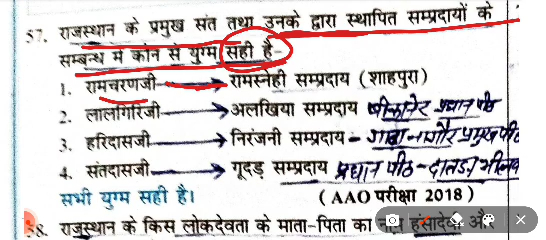 57. राजस्थान के प्रमुख संत तथा उनके द्वारा स्थापित सम्प्रदायों के
सम्बन्ध में कौन से युग्म सही है-
1. रामचरणजी → रामस्नेही सम्प्रदाय (शाहपुरा)
2. लालगिरिजी → अलखिया सम्प्रदाय बीकानेर प्रधान पीठ
3. हरिदासजी → निरंजनी सम्प्रदाय - गाढा-नागौर प्रमुख पीठ
4. संतदासजी → गूदड़ सम्प्रदाय प्रधान पीठ - दांतड़ा भीलव
सभी युग्म सही है। (AAO परीक्षा 2018)
58. राजस्थान के किस लोकदेवता के माता-पिता का नाम हंसादेवी और